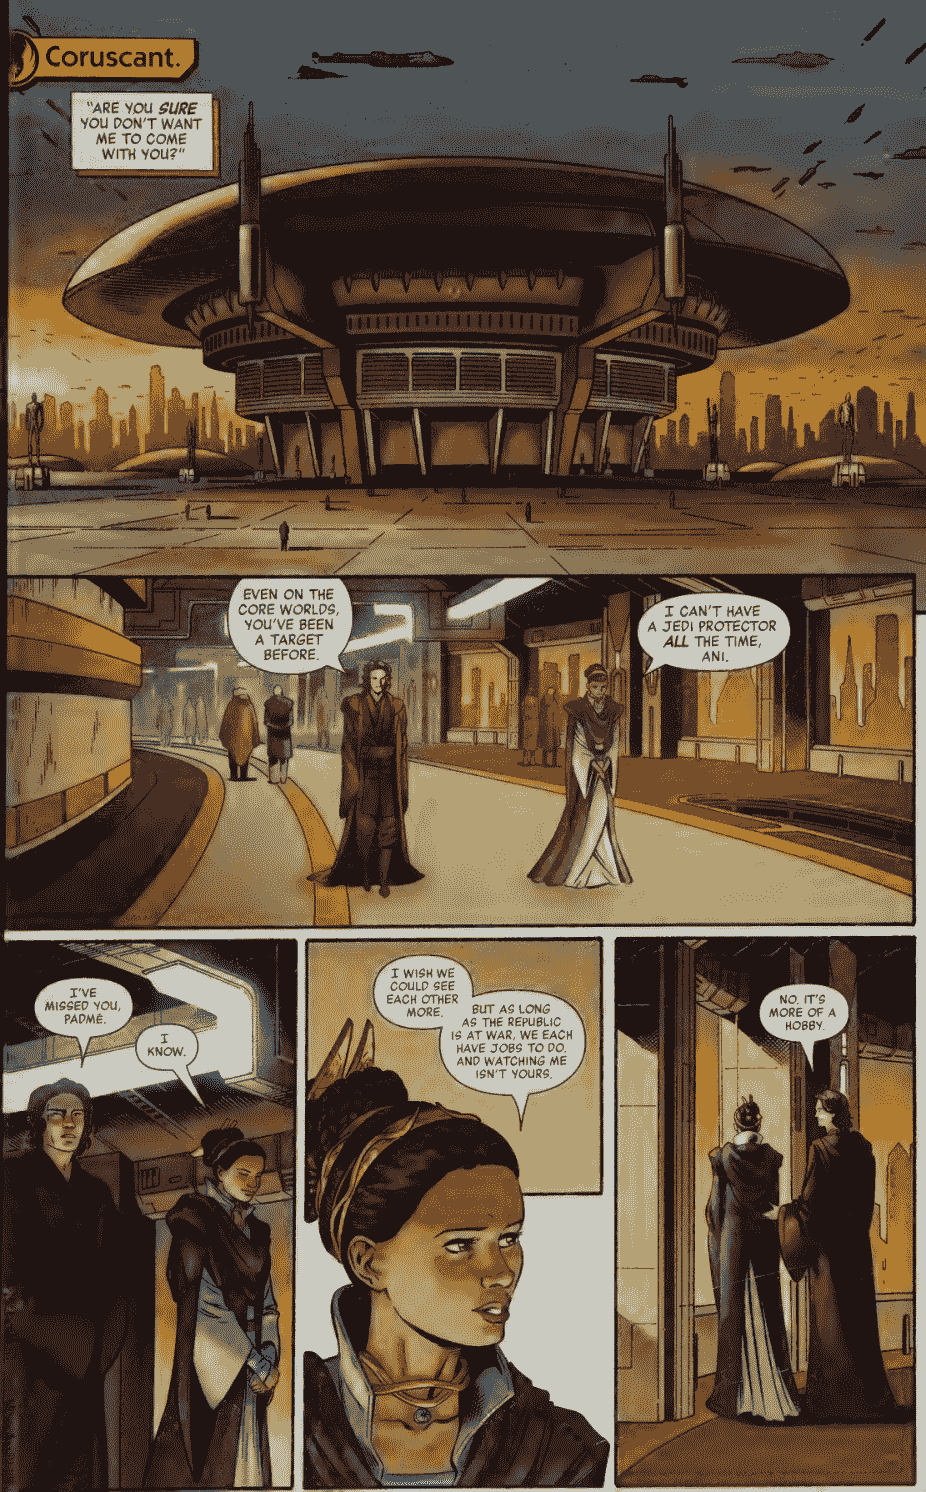 Coruscant.
"ARE YOU SURE
YOU DON'T WANT
ME TO COME
WITH YOU?"
EVEN ON THE
CORE WORLDS,
YOU'VE BEEN
A TARGET
BEFORE.
I CAN'T HAVE
A JEDI PROTECTOR
ALL THE TIME,
ANI.
I'VE
MISSED YOU,
PADMÉ.
I
KNOW.
I WISH WE
COULD SEE
EACH OTHER
MORE.
BUT AS LONG
AS THE REPUBLIC
IS AT WAR, WE EACH
HAVE JOBS TO DO,
AND WATCHING ME
ISN'T YOURS.
NO, IT'S
MORE OF A
HOBBY.